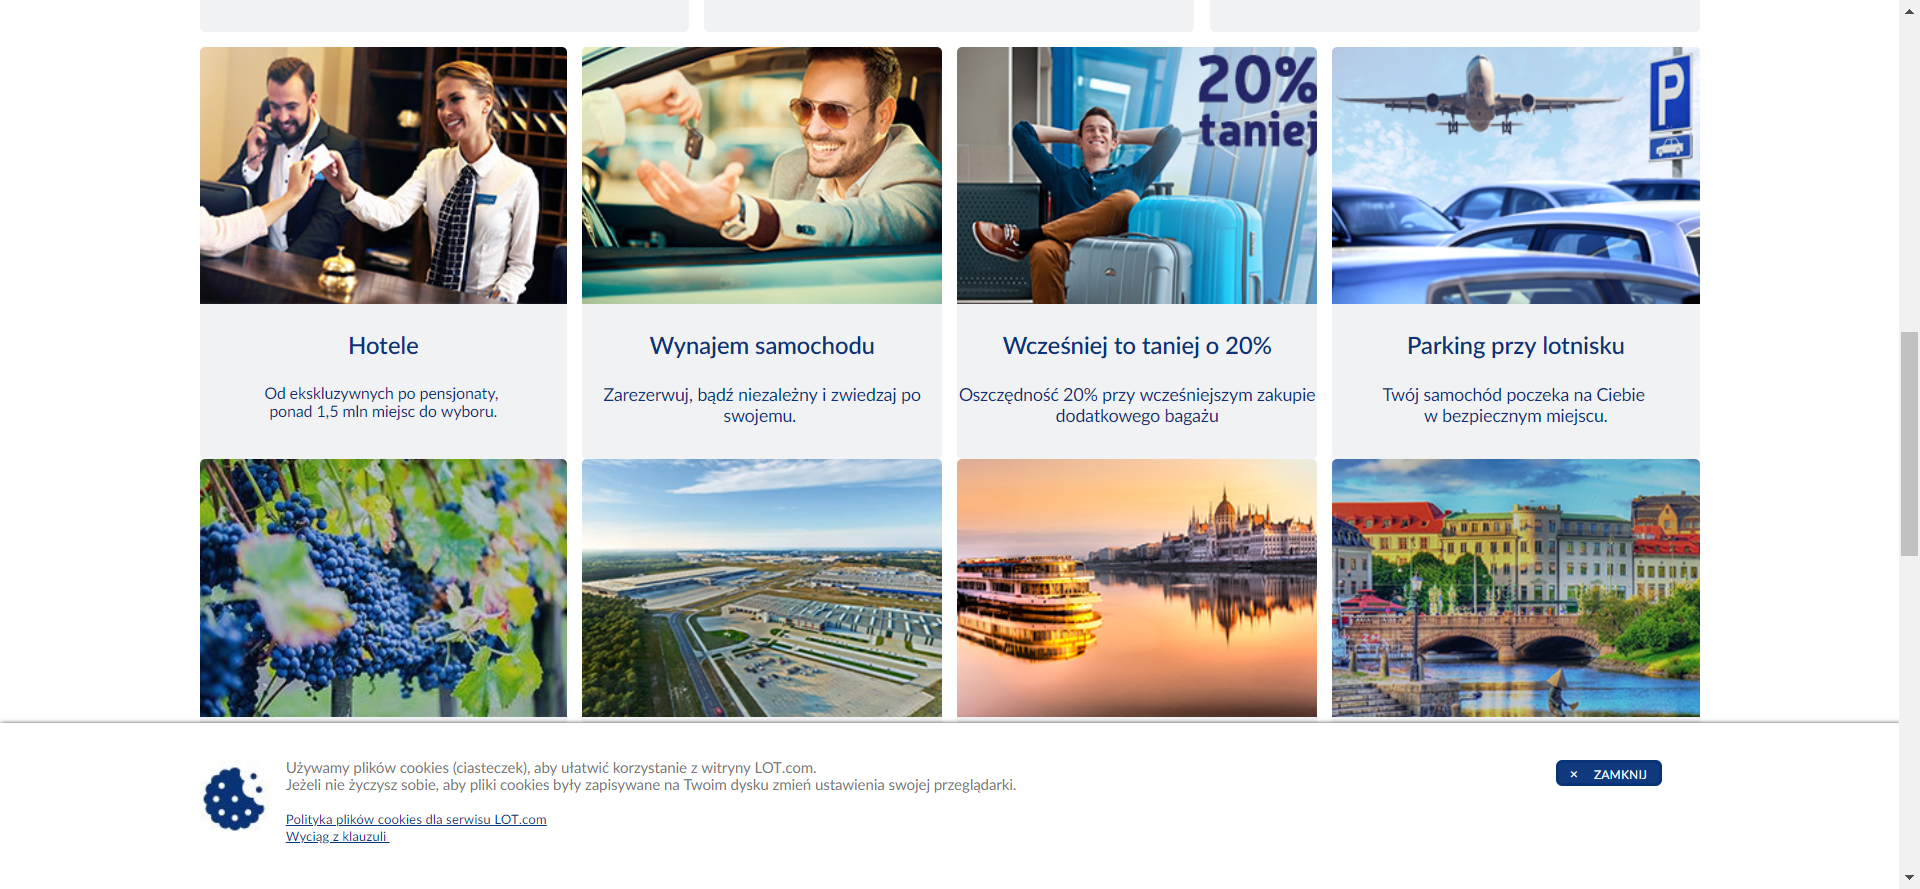 20%
taniej
P
Hotele
Od ekskluzywnych po pensjonaty,
ponad 1,5 mln miejsc do wyboru.
Wynajem samochodu
Zarezerwuj, bądź niezależny i zwiedzaj po
swojemu.
Wcześniej to taniej o 20%
Oszczędność 20% przy wcześniejszym zakupie
dodatkowego bagażu
Parking przy lotnisku
Twój samochód poczeka na Ciebie
w bezpiecznym miejscu.
Używamy plików cookies (ciasteczek), aby ułatwić korzystanie z witryny LOT.com.
Jeżeli nie życzysz sobie, aby pliki cookies były zapisywane na Twoim dysku zmień ustawienia swojej przeglądarki.
× ZAMKNIJ
Polityka plików cookies dla serwisu LOT.com
Wyciąg z klauzuli